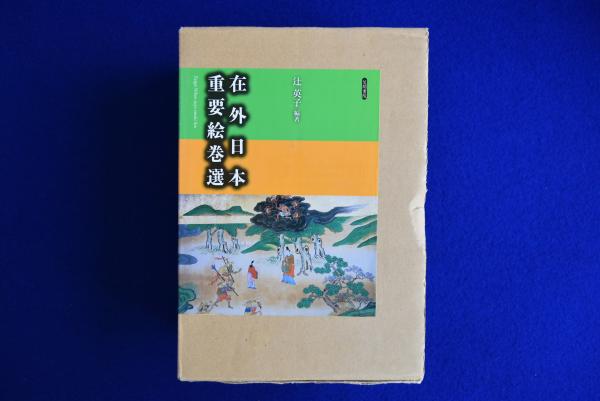 在外日本
重要絵巻選
辻 英子 編著